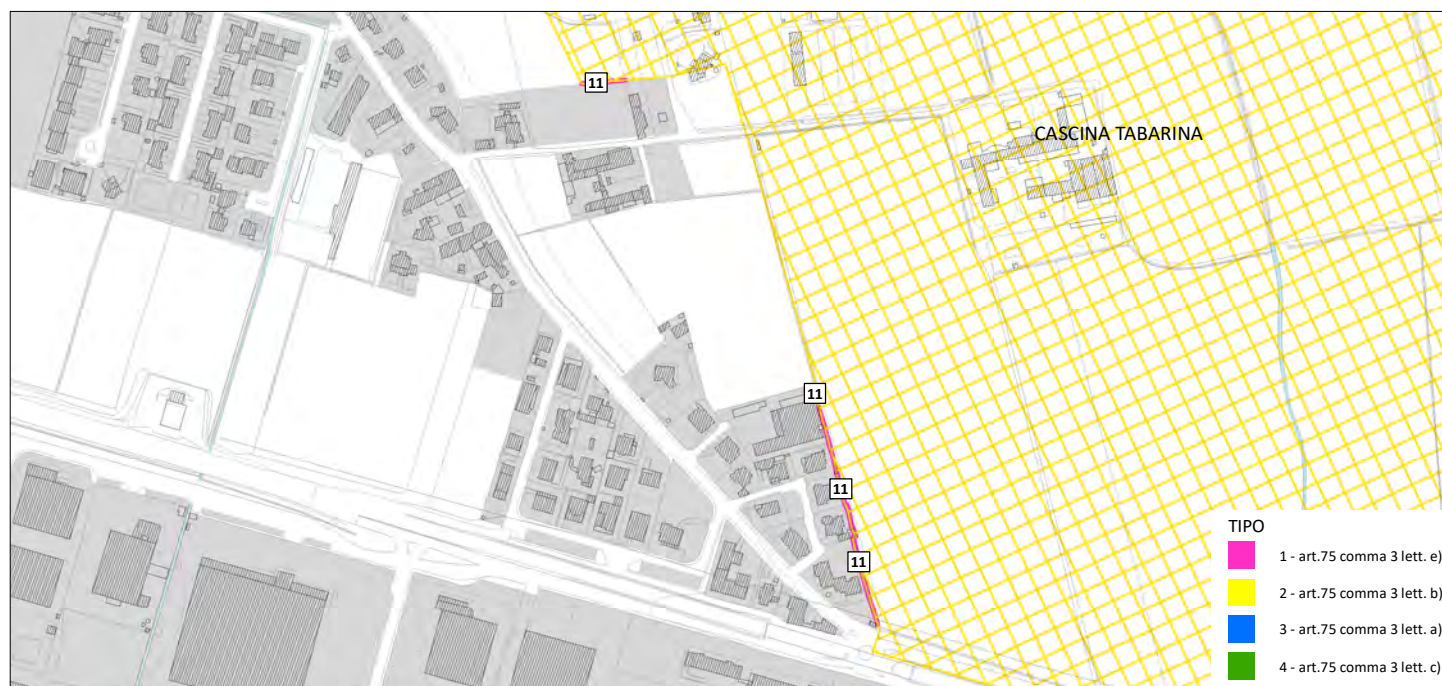 11
CASCINA TABARINA
11
11
11
TIPO
1 - art.75 comma 3 lett. e)
2 - art.75 comma 3 lett. b)
3 - art.75 comma 3 lett. a)
4 - art.75 comma 3 lett. c)